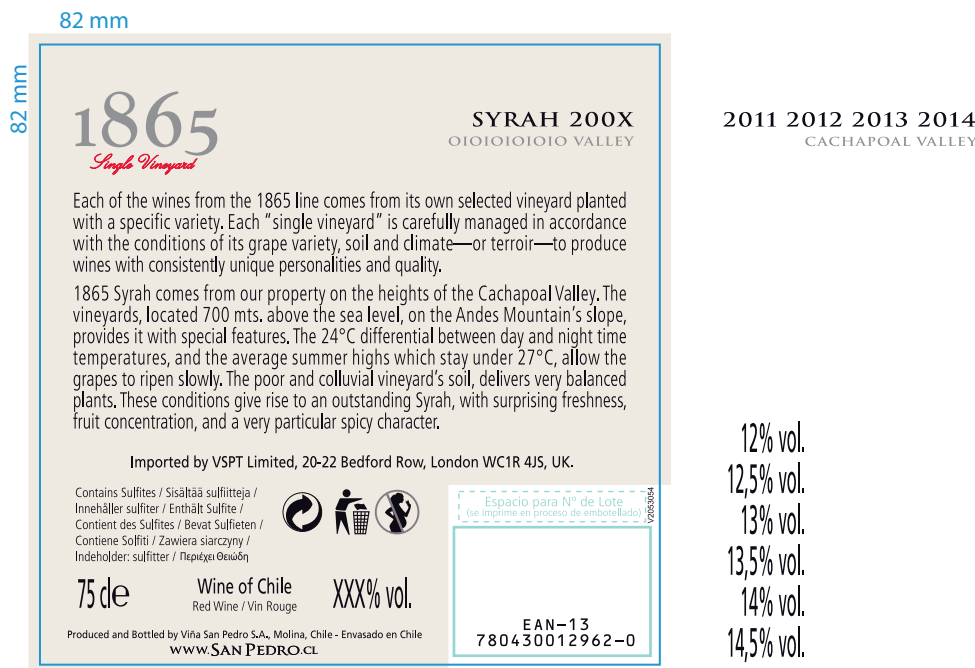 82 mm
82 mm
1865
Single Vineyard
SYRAH 200X
OIOIOIOIOIO VALLEY
2011 2012 2013 2014
CACHAPOAL VALLEY
Each of the wines from the 1865 line comes from its own selected vineyard planted
with a specific variety. Each “single vineyard” is carefully managed in accordance
with the conditions of its grape variety, soil and climate—or terroir—to produce
wines with consistently unique personalities and quality.
1865 Syrah comes from our property on the heights of the Cachapoal Valley. The
vineyards, located 700 mts. above the sea level, on the Andes Mountain’s slope,
provides it with special features. The 24°C differential between day and night time
temperatures, and the average summer highs which stay under 27°C, allow the
grapes to ripen slowly. The poor and colluvial vineyard’s soil, delivers very balanced
plants. These conditions give rise to an outstanding Syrah, with surprising freshness,
fruit concentration, and a very particular spicy character.
Imported by VSPT Limited, 20-22 Bedford Row, London WC1R 4JS, UK.
Contains Sulfites / Sisältää sulfiitteja /
Innehåller sulfiter / Enthält Sulfite /
Contient des Sulfites / Bevat Sulfieten /
Contiene Solfiti / Zawiera siarczyny /
Indeholder: sulfitter / Περιέχει Θειώδη
Espacio para Nº de Lote
(se imprime en proceso de embotellado)
V2053054
75 cl e
Wine of Chile
Red Wine / Vin Rouge
XXX% vol.
EAN-13
780430012962-0
Produced and Bottled by Viña San Pedro S.A., Molina, Chile - Envasado en Chile
WWW.SAN PEDRO.CL
12% vol.
12,5% vol.
13% vol.
13,5% vol.
14% vol.
14,5% vol.